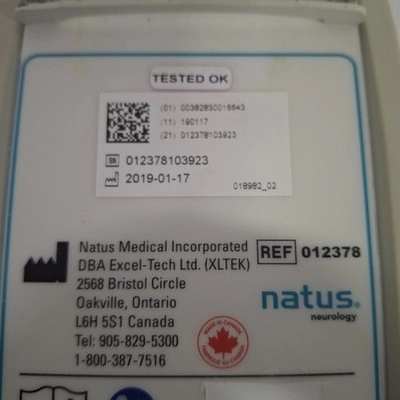 TESTED OK
(01) 00382830016643
(11) 190117
(21) 012378103923
SN 012378103923
2019-01-17
018982_02
Natus Medical Incorporated
DBA Excel-Tech Ltd. (XLTEK)
2568 Bristol Circle
Oakville, Ontario
L6H 5S1 Canada
Tel: 905-829-5300
1-800-387-7516
REF 012378
natus®
neurology
MADE IN CANADA
FABRIQUÉ AU CANADA